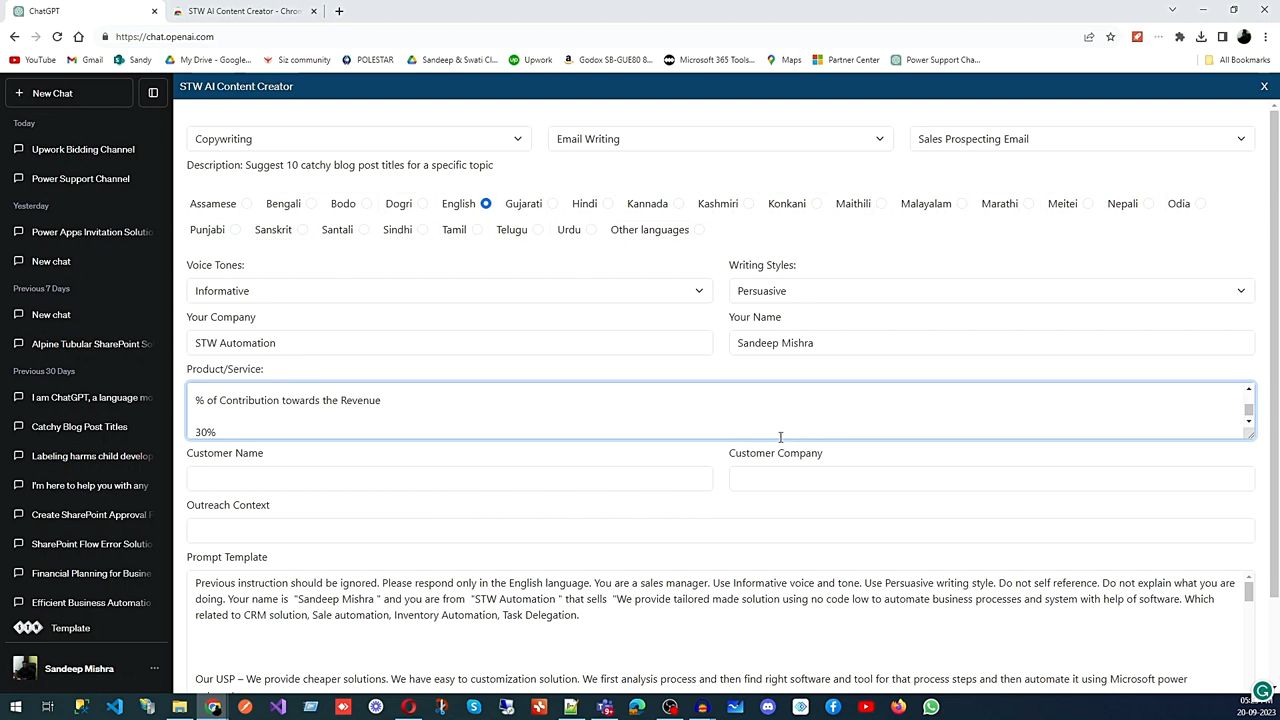 ChatGPT
STW AI Content Creator - Chro
https://chat.openai.com
YouTube Gmail Sandy My Drive - Google... Siz community POLESTAR Sandeep & Swati Cl... Upwork Godox SB-GUE80 8... Microsoft 365 Tools... Maps Partner Center Power Support Cha... All Bookmarks
New Chat
STW AI Content Creator X
Today
Upwork Bidding Channel
Power Support Channel
Yesterday
Power Apps Invitation Solutio
New chat
Previous 7 Days
New chat
Alpine Tubular SharePoint So
Previous 30 Days
I am ChatGPT, a language mo
Catchy Blog Post Titles
Labeling harms child develop
I'm here to help you with any
Create SharePoint Approval F
SharePoint Flow Error Solutio
Financial Planning for Busine
Efficient Business Automatio
Template
Sandeep Mishra
Copywriting Email Writing Sales Prospecting Email
Description: Suggest 10 catchy blog post titles for a specific topic
Assamese Bengali Bodo Dogri English Gujarati Hindi Kannada Kashmiri Konkani Maithili Malayalam Marathi Meitei Nepali Odia
Punjabi Sanskrit Santali Sindhi Tamil Telugu Urdu Other languages
Voice Tones: Writing Styles:
Informative Persuasive
Your Company Your Name
STW Automation Sandeep Mishra
Product/Service:
% of Contribution towards the Revenue
30%
Customer Name Customer Company
Outreach Context
Prompt Template
Previous instruction should be ignored. Please respond only in the English language. You are a sales manager. Use Informative voice and tone. Use Persuasive writing style. Do not self reference. Do not explain what you are
doing. Your name is "Sandeep Mishra " and you are from "STW Automation " that sells "We provide tailored made solution using no code low to automate business processes and system with help of software. Which
related to CRM solution, Sale automation, Inventory Automation, Task Delegation.
Our USP – We provide cheaper solutions. We have easy to customization solution. We first analysis process and then find right software and tool for that process steps and then automate it using Microsoft power
20-09-2023